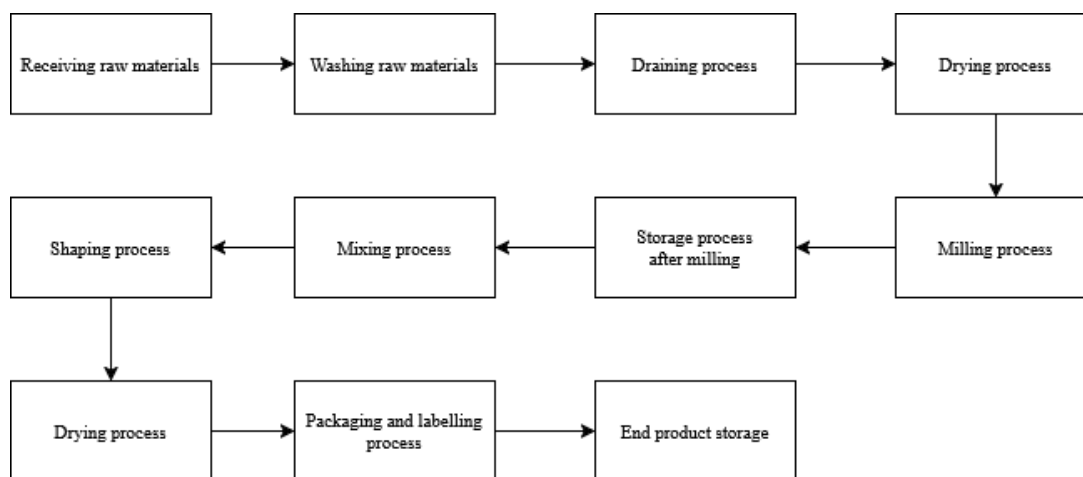 Receiving raw materials
Washing raw materials
Draining process
Drying process
Milling process
Storage process
after milling
Mixing process
Shaping process
Drying process
Packaging and labelling
process
End product storage